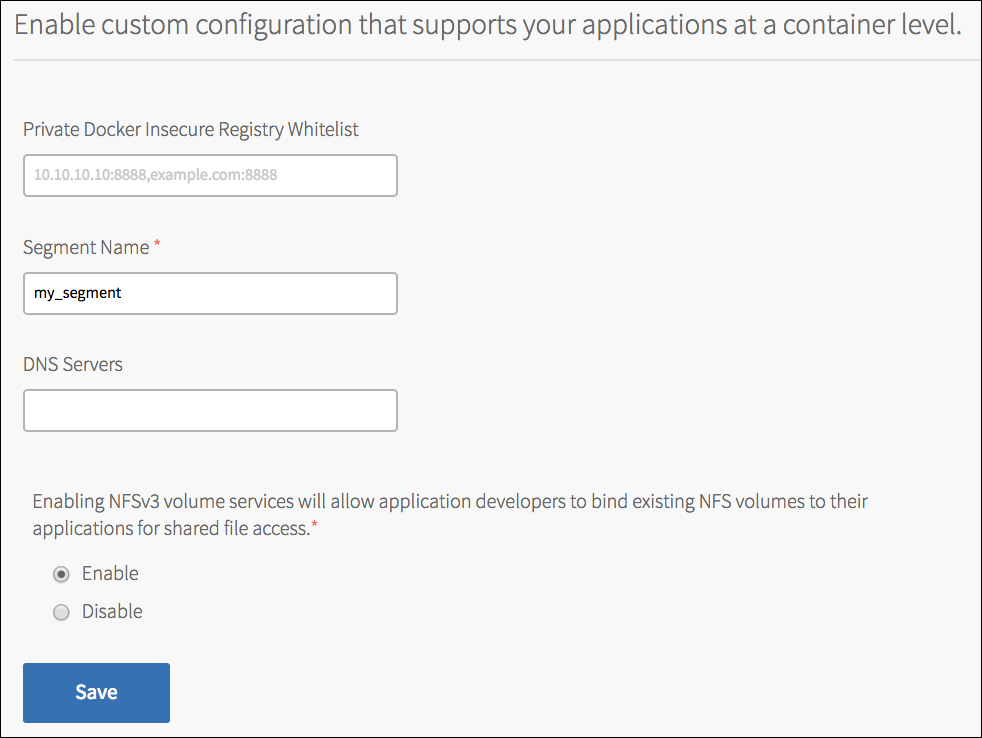 Enable custom configuration that supports your applications at a container level.
Private Docker Insecure Registry Whitelist
10.10.10.10:8888,example.com:8888
Segment Name *
my_segment
DNS Servers
Enabling NFSv3 volume services will allow application developers to bind existing NFS volumes to their
applications for shared file access.*
Enable
Disable
Save